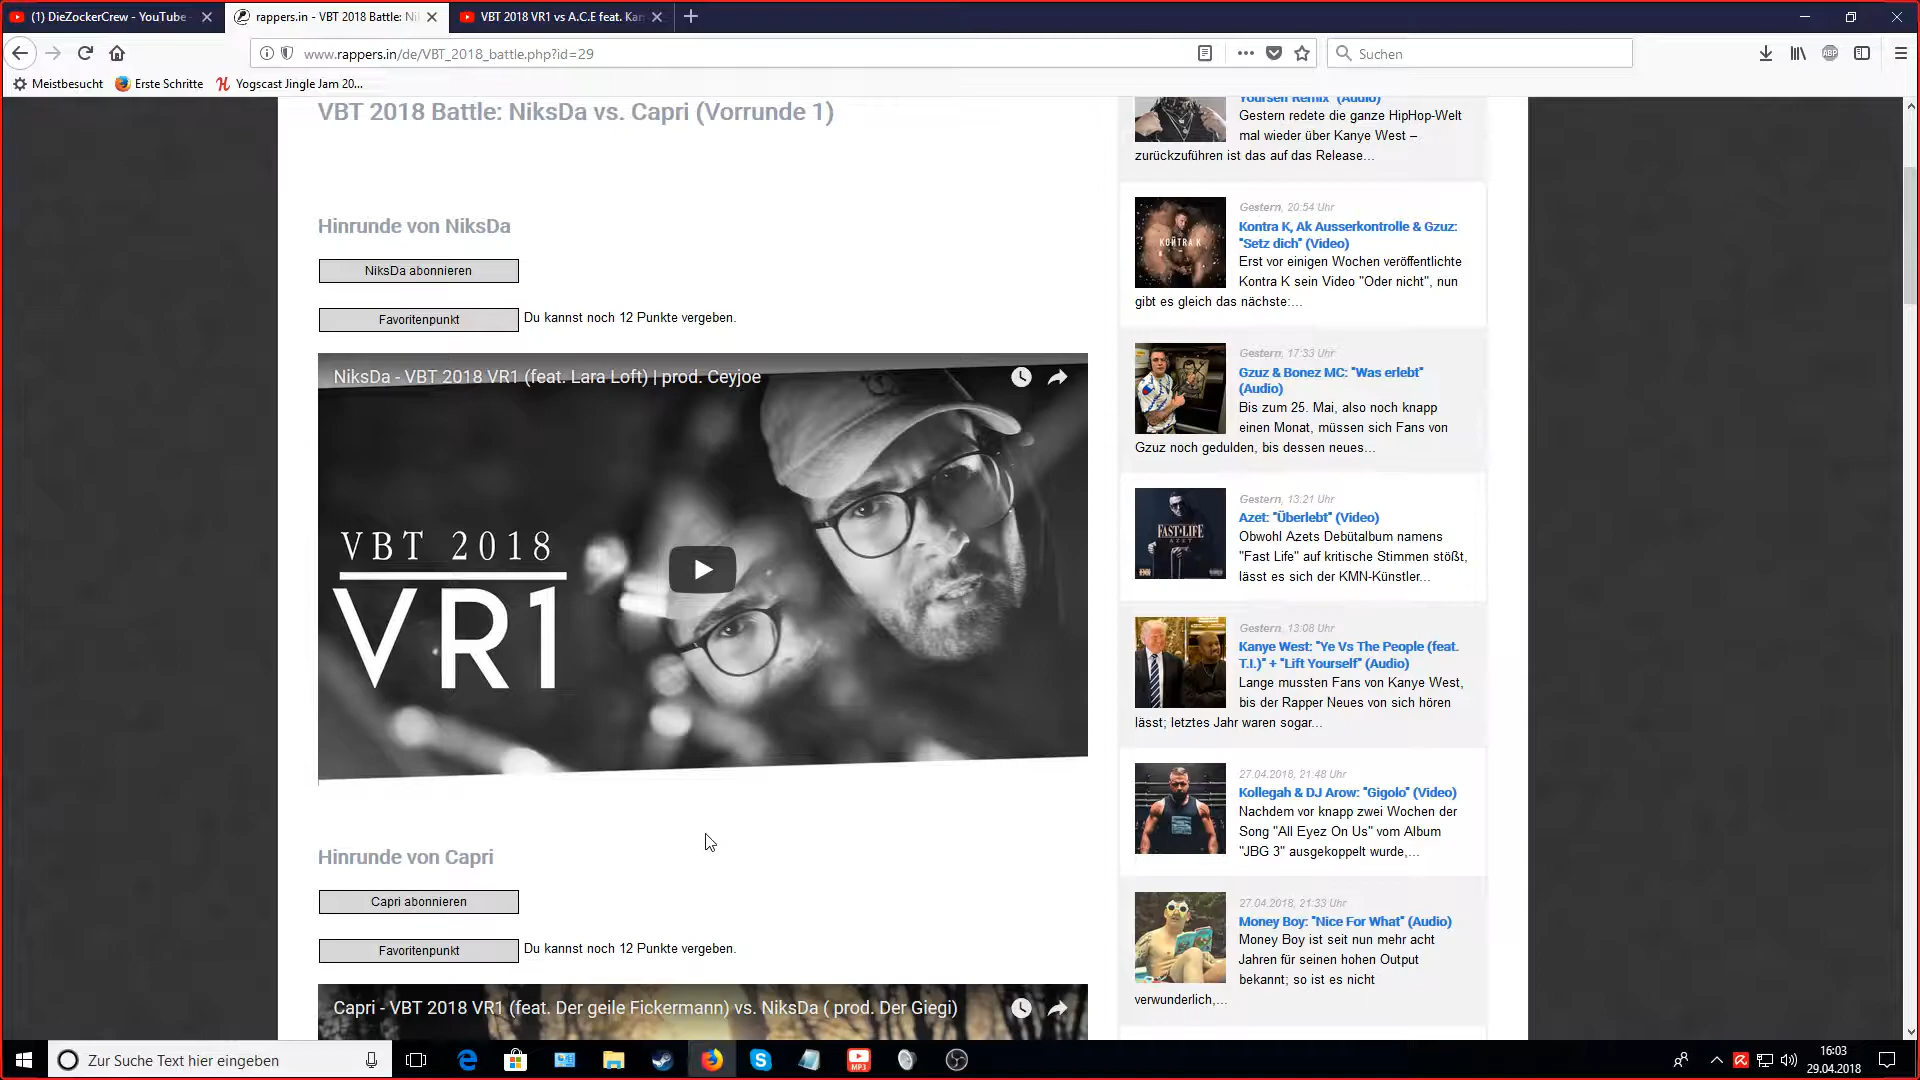 (1) DieZockerCrew - YouTube
rappers.in - VBT 2018 Battle: Ni
VBT 2018 VR1 vs A.C.E feat. Kar
www.rappers.in/de/VBT_2018_battle.php?id=29
Suchen
ABP
Meistbesucht
Erste Schritte
Yogscast Jingle Jam 20...
VBT 2018 Battle: NiksDa vs. Capri (Vorrunde 1)
Hinrunde von NiksDa
NiksDa abonnieren
Favoritenpunkt
Du kannst noch 12 Punkte vergeben.
NiksDa - VBT 2018 VR1 (feat. Lara Loft) | prod. Ceyjoe
VBT 2018
VR1
Hinrunde von Capri
Capri abonnieren
Favoritenpunkt
Du kannst noch 12 Punkte vergeben.
Capri - VBT 2018 VR1 (feat. Der geile Fickermann) vs. NiksDa ( prod. Der Giegi)
Yoursen Remix" (Audio)
Gestern redete die ganze HipHop-Welt
mal wieder über Kanye West –
zurückzuführen ist das auf das Release...
Gestern, 20:54 Uhr
Kontra K, Ak Ausserkontrolle & Gzuz:
"Setz dich" (Video)
Erst vor einigen Wochen veröffentlichte
Kontra K sein Video "Oder nicht", nun
gibt es gleich das nächste:...
KONTRA K
Gestern, 17:33 Uhr
Gzuz & Bonez MC: "Was erlebt"
(Audio)
Bis zum 25. Mai, also noch knapp
einen Monat, müssen sich Fans von
Gzuz noch gedulden, bis dessen neues...
Gestern, 13:21 Uhr
Azet: "Überlebt" (Video)
Obwohl Azets Debütalbum namens
"Fast Life" auf kritische Stimmen stößt,
lässt es sich der KMN-Künstler...
FAST LIFE
AZET
Gestern, 13:08 Uhr
Kanye West: "Ye Vs The People (feat.
T.I.)" + "Lift Yourself" (Audio)
Lange mussten Fans von Kanye West,
bis der Rapper Neues von sich hören
lässt; letztes Jahr waren sogar...
27.04.2018, 21:48 Uhr
Kollegah & DJ Arow: "Gigolo" (Video)
Nachdem vor knapp zwei Wochen der
Song "All Eyez On Us" vom Album
"JBG 3" ausgekoppelt wurde,...
27.04.2018, 21:33 Uhr
Money Boy: "Nice For What" (Audio)
Money Boy ist seit nun mehr acht
Jahren für seinen hohen Output
bekannt; so ist es nicht
verwunderlich,...
Zur Suche Text hier eingeben
MP3
16:03
29.04.2018